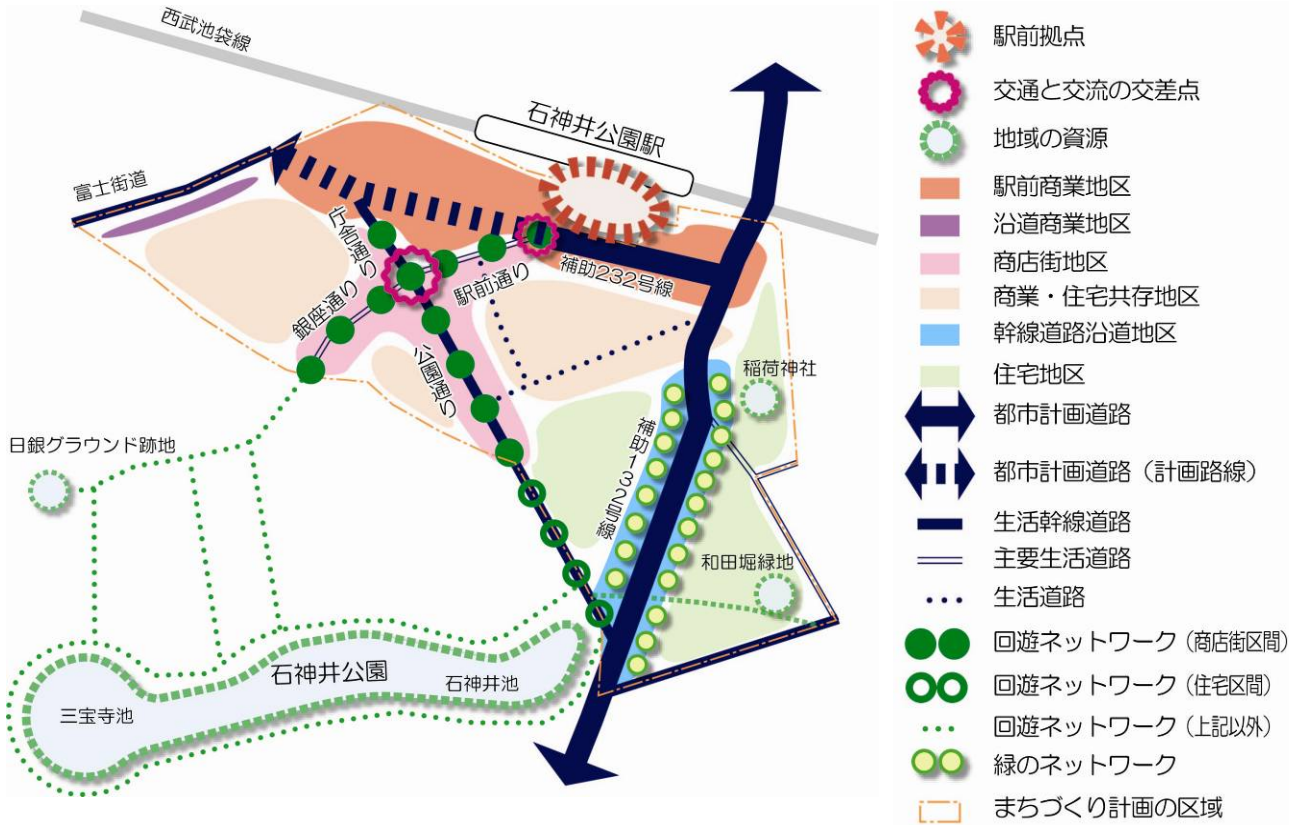 西武池袋線
石神井公園駅
富士街道
庁舎通り
銀座通り
駅前通り
補助232号線
公園通り
稲荷神社
補助132号線
日銀グラウンド跡地
和田堀緑地
石神井公園
石神井池
三宝寺池
駅前拠点
交通と交流の交差点
地域の資源
駅前商業地区
沿道商業地区
商店街地区
商業・住宅共存地区
幹線道路沿道地区
住宅地区
都市計画道路
都市計画道路（計画路線）
生活幹線道路
主要生活道路
生活道路
回遊ネットワーク（商店街区間）
回遊ネットワーク（住宅区間）
回遊ネットワーク（上記以外）
緑のネットワーク
まちづくり計画の区域